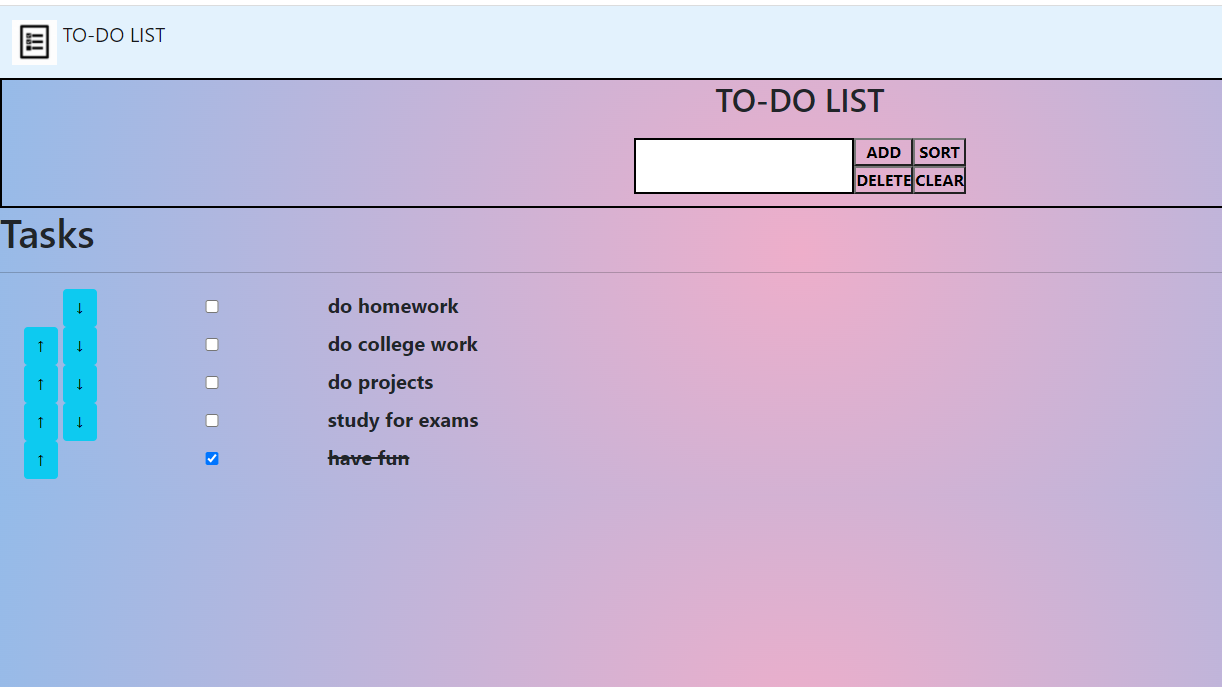 TO-DO LIST
TO-DO LIST
ADD SORT
DELETE CLEAR
Tasks
↓ do homework
↑ ↓ do college work
↑ ↓ do projects
↑ ↓ study for exams
↑ have fun